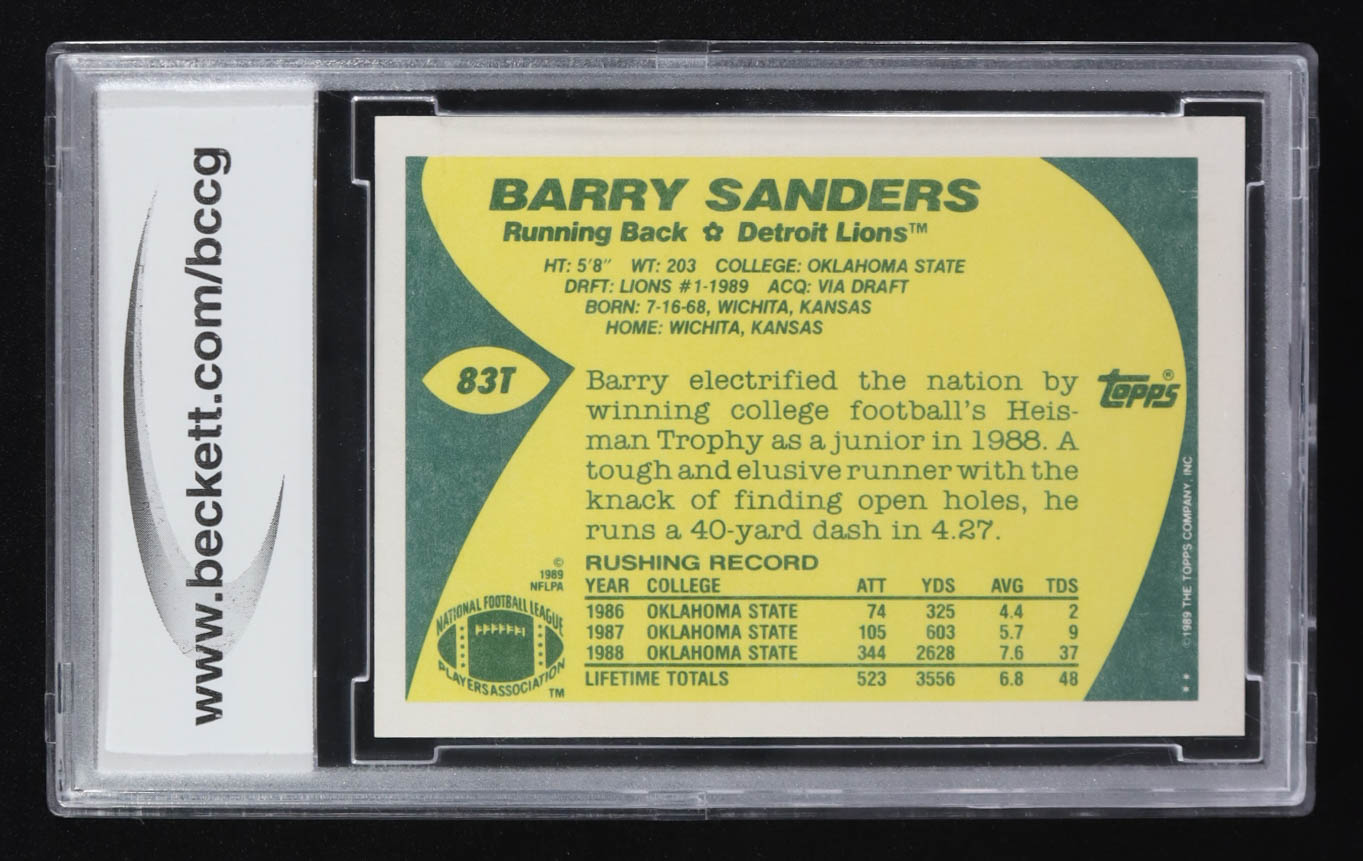 www.beckett.com/bccg
BARRY SANDERS
Running Back ✿ Detroit Lions™
HT: 5'8" WT: 203 COLLEGE: OKLAHOMA STATE
DRFT: LIONS #1-1989 ACQ: VIA DRAFT
BORN: 7-16-68, WICHITA, KANSAS
HOME: WICHITA, KANSAS
83T
Barry electrified the nation by
winning college football's Heis-
man Trophy as a junior in 1988. A
tough and elusive runner with the
knack of finding open holes, he
runs a 40-yard dash in 4.27.
topps®
RUSHING RECORD
YEAR COLLEGE ATT YDS AVG TDS
1986 OKLAHOMA STATE 74 325 4.4 2
1987 OKLAHOMA STATE 105 603 5.7 9
1988 OKLAHOMA STATE 344 2628 7.6 37
LIFETIME TOTALS 523 3556 6.8 48
©
1989
NFLPA
NATIONAL FOOTBALL LEAGUE
PLAYERS ASSOCIATION
TM
©1989 THE TOPPS COMPANY, INC
**